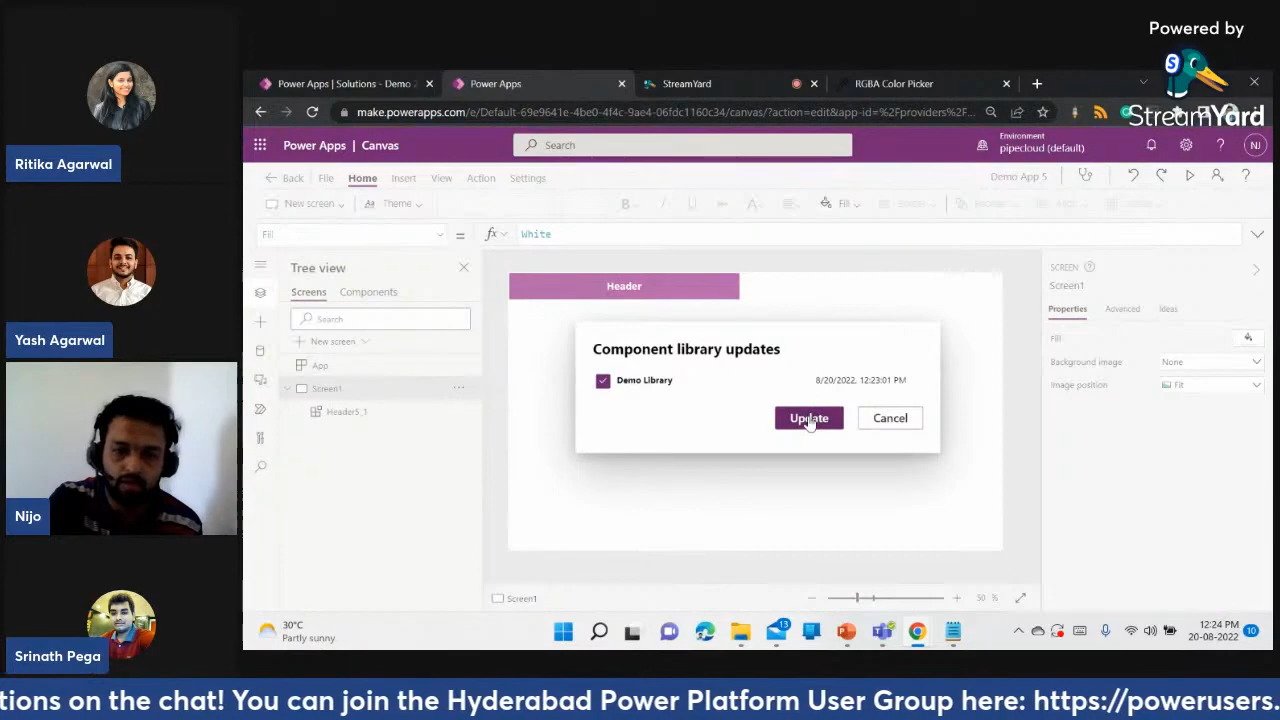 Powered by
StreamYard
Ritika Agarwal
Yash Agarwal
Nijo
Srinath Pega
Power Apps | Solutions - Demo
Power Apps
StreamYard
RGBA Color Picker
make.powerapps.com/e/Default-69e9641e-4be0-4f4c-9ae4-06fdc1160c34/canvas/?action=edit&app-id=%2Fproviders%2F...
Power Apps | Canvas
Search
Environment
pipecloud (default)
NJ
Back
File
Home
Insert
View
Action
Settings
Demo App 5
New screen
Theme
Fill
Fill
=
fx
White
Tree view
Screens
Components
Search
New screen
App
Screen1
Header5_1
Header
Component library updates
Demo Library
8/20/2022, 12:23:01 PM
Update
Cancel
SCREEN
Screen1
Properties
Advanced
Ideas
Fill
Background image
None
Image position
Fit
Screen1
50 %
30°C
Partly sunny
13
12:24 PM
20-08-2022
10
tions on the chat! You can join the Hyderabad Power Platform User Group here: https://powerusers.